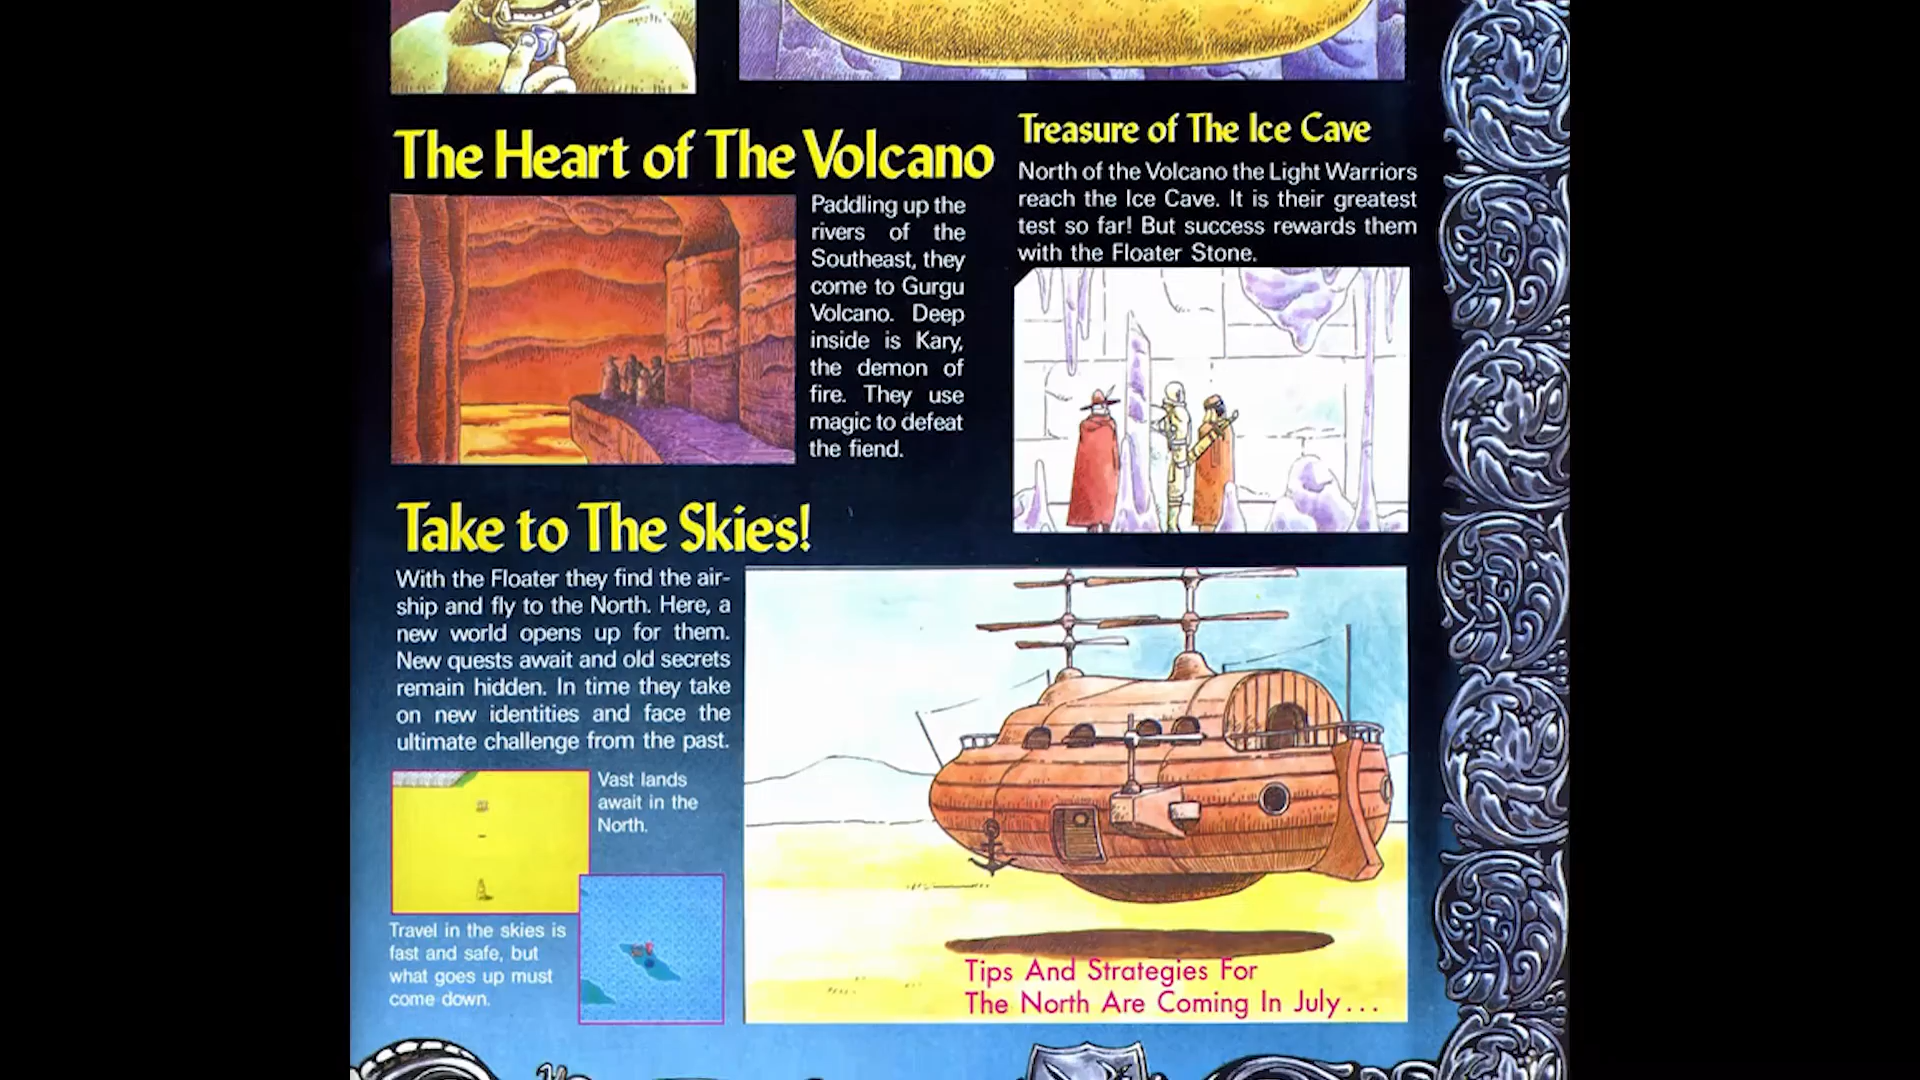 The Heart of The Volcano
Paddling up the
rivers of the
Southeast, they
come to Gurgu
Volcano. Deep
inside is Kary,
the demon of
fire. They use
magic to defeat
the fiend.
Treasure of The Ice Cave
North of the Volcano the Light Warriors
reach the Ice Cave. It is their greatest
test so far! But success rewards them
with the Floater Stone.
Take to The Skies!
With the Floater they find the air-
ship and fly to the North. Here, a
new world opens up for them.
New quests await and old secrets
remain hidden. In time they take
on new identities and face the
ultimate challenge from the past.
Vast lands
await in the
North.
Travel in the skies is
fast and safe, but
what goes up must
come down.
Tips And Strategies For
The North Are Coming In July...